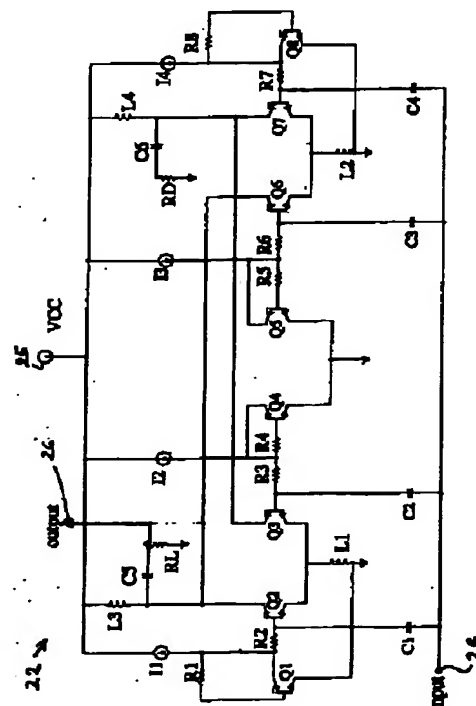 22
output
26
25
VCC
I1
R1
L3
C5
RL
I2
I3
C6
RD
L4
I4
R8
Q1
R2
Q2
Q3
R3
R4
Q4
Q5
R5
R6
Q6
Q7
R7
Q8
L1
L2
C1
C2
C3
C4
input